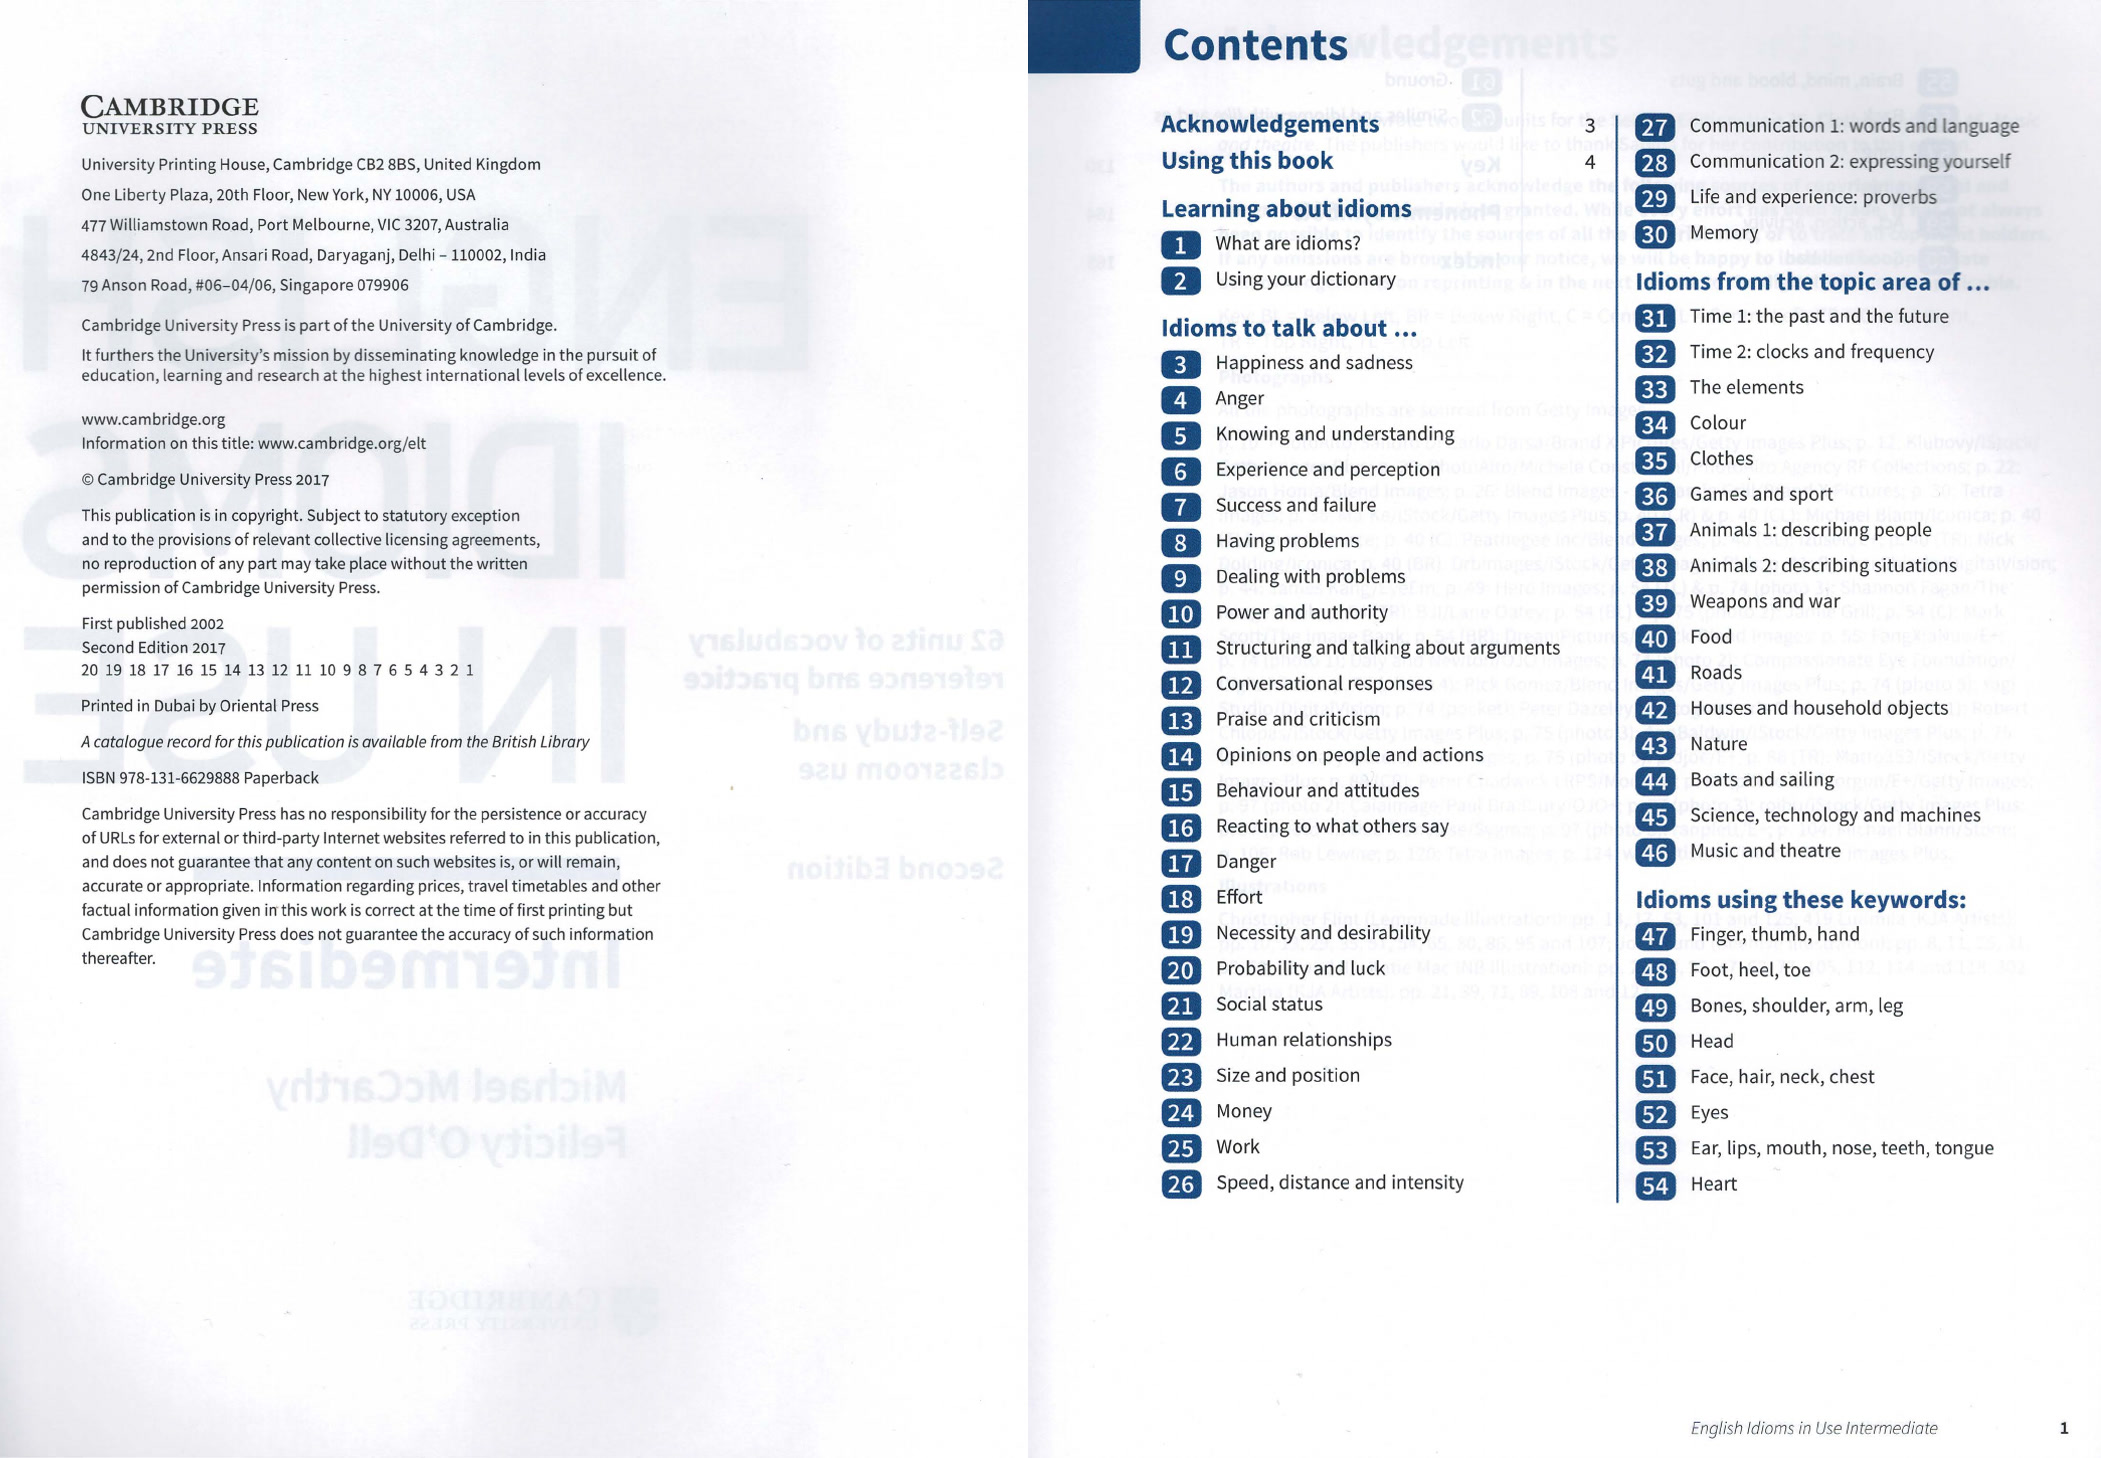 CAMBRIDGE
UNIVERSITY PRESS
University Printing House, Cambridge CB2 8BS, United Kingdom
One Liberty Plaza, 20th Floor, New York, NY 10006, USA
477 Williamstown Road, Port Melbourne, VIC 3207, Australia
4843/24, 2nd Floor, Ansari Road, Daryaganj, Delhi – 110002, India
79 Anson Road, #06–04/06, Singapore 079906
Cambridge University Press is part of the University of Cambridge.
It furthers the University's mission by disseminating knowledge in the pursuit of
education, learning and research at the highest international levels of excellence.
www.cambridge.org
Information on this title: www.cambridge.org/elt
© Cambridge University Press 2017
This publication is in copyright. Subject to statutory exception
and to the provisions of relevant collective licensing agreements,
no reproduction of any part may take place without the written
permission of Cambridge University Press.
First published 2002
Second Edition 2017
20 19 18 17 16 15 14 13 12 11 10 9 8 7 6 5 4 3 2 1
Printed in Dubai by Oriental Press
A catalogue record for this publication is available from the British Library
ISBN 978-131-6629888 Paperback
Cambridge University Press has no responsibility for the persistence or accuracy
of URLs for external or third-party Internet websites referred to in this publication,
and does not guarantee that any content on such websites is, or will remain,
accurate or appropriate. Information regarding prices, travel timetables and other
factual information given in this work is correct at the time of first printing but
Cambridge University Press does not guarantee the accuracy of such information
thereafter.
Contents
Acknowledgements 3
Using this book 4
Learning about idioms
1 What are idioms?
2 Using your dictionary
Idioms to talk about ...
3 Happiness and sadness
4 Anger
5 Knowing and understanding
6 Experience and perception
7 Success and failure
8 Having problems
9 Dealing with problems
10 Power and authority
11 Structuring and talking about arguments
12 Conversational responses
13 Praise and criticism
14 Opinions on people and actions
15 Behaviour and attitudes
16 Reacting to what others say
17 Danger
18 Effort
19 Necessity and desirability
20 Probability and luck
21 Social status
22 Human relationships
23 Size and position
24 Money
25 Work
26 Speed, distance and intensity
27 Communication 1: words and language
28 Communication 2: expressing yourself
29 Life and experience: proverbs
30 Memory
Idioms from the topic area of ...
31 Time 1: the past and the future
32 Time 2: clocks and frequency
33 The elements
34 Colour
35 Clothes
36 Games and sport
37 Animals 1: describing people
38 Animals 2: describing situations
39 Weapons and war
40 Food
41 Roads
42 Houses and household objects
43 Nature
44 Boats and sailing
45 Science, technology and machines
46 Music and theatre
Idioms using these keywords:
47 Finger, thumb, hand
48 Foot, heel, toe
49 Bones, shoulder, arm, leg
50 Head
51 Face, hair, neck, chest
52 Eyes
53 Ear, lips, mouth, nose, teeth, tongue
54 Heart
English Idioms in Use Intermediate 1